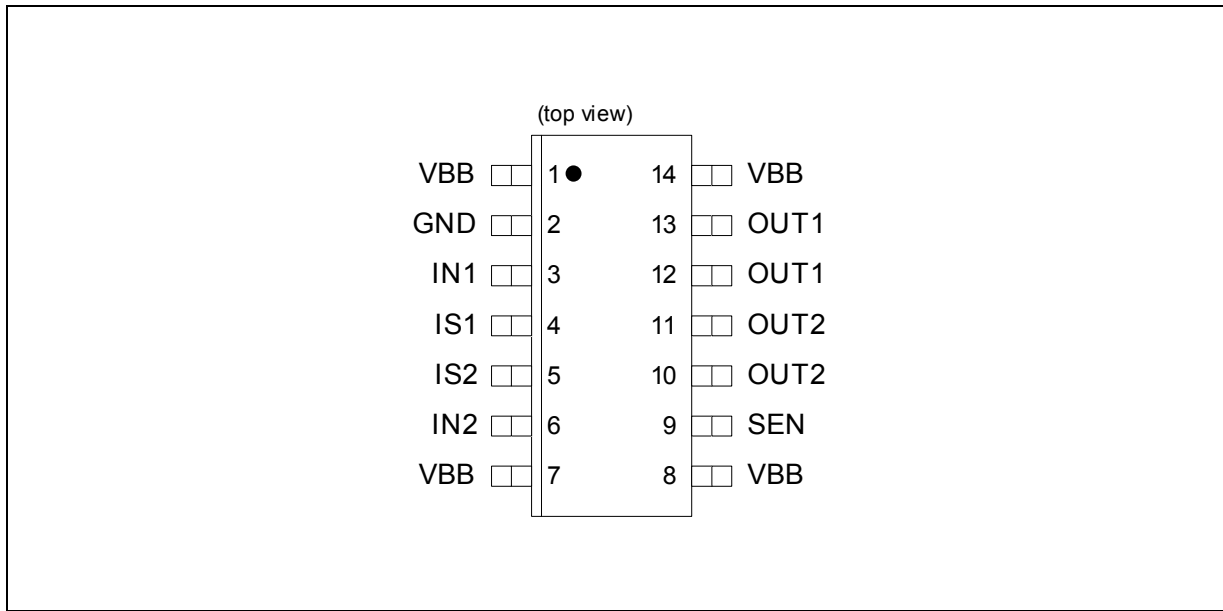 (top view)
VBB 1 14 VBB
GND 2 13 OUT1
IN1 3 12 OUT1
IS1 4 11 OUT2
IS2 5 10 OUT2
IN2 6 9 SEN
VBB 7 8 VBB